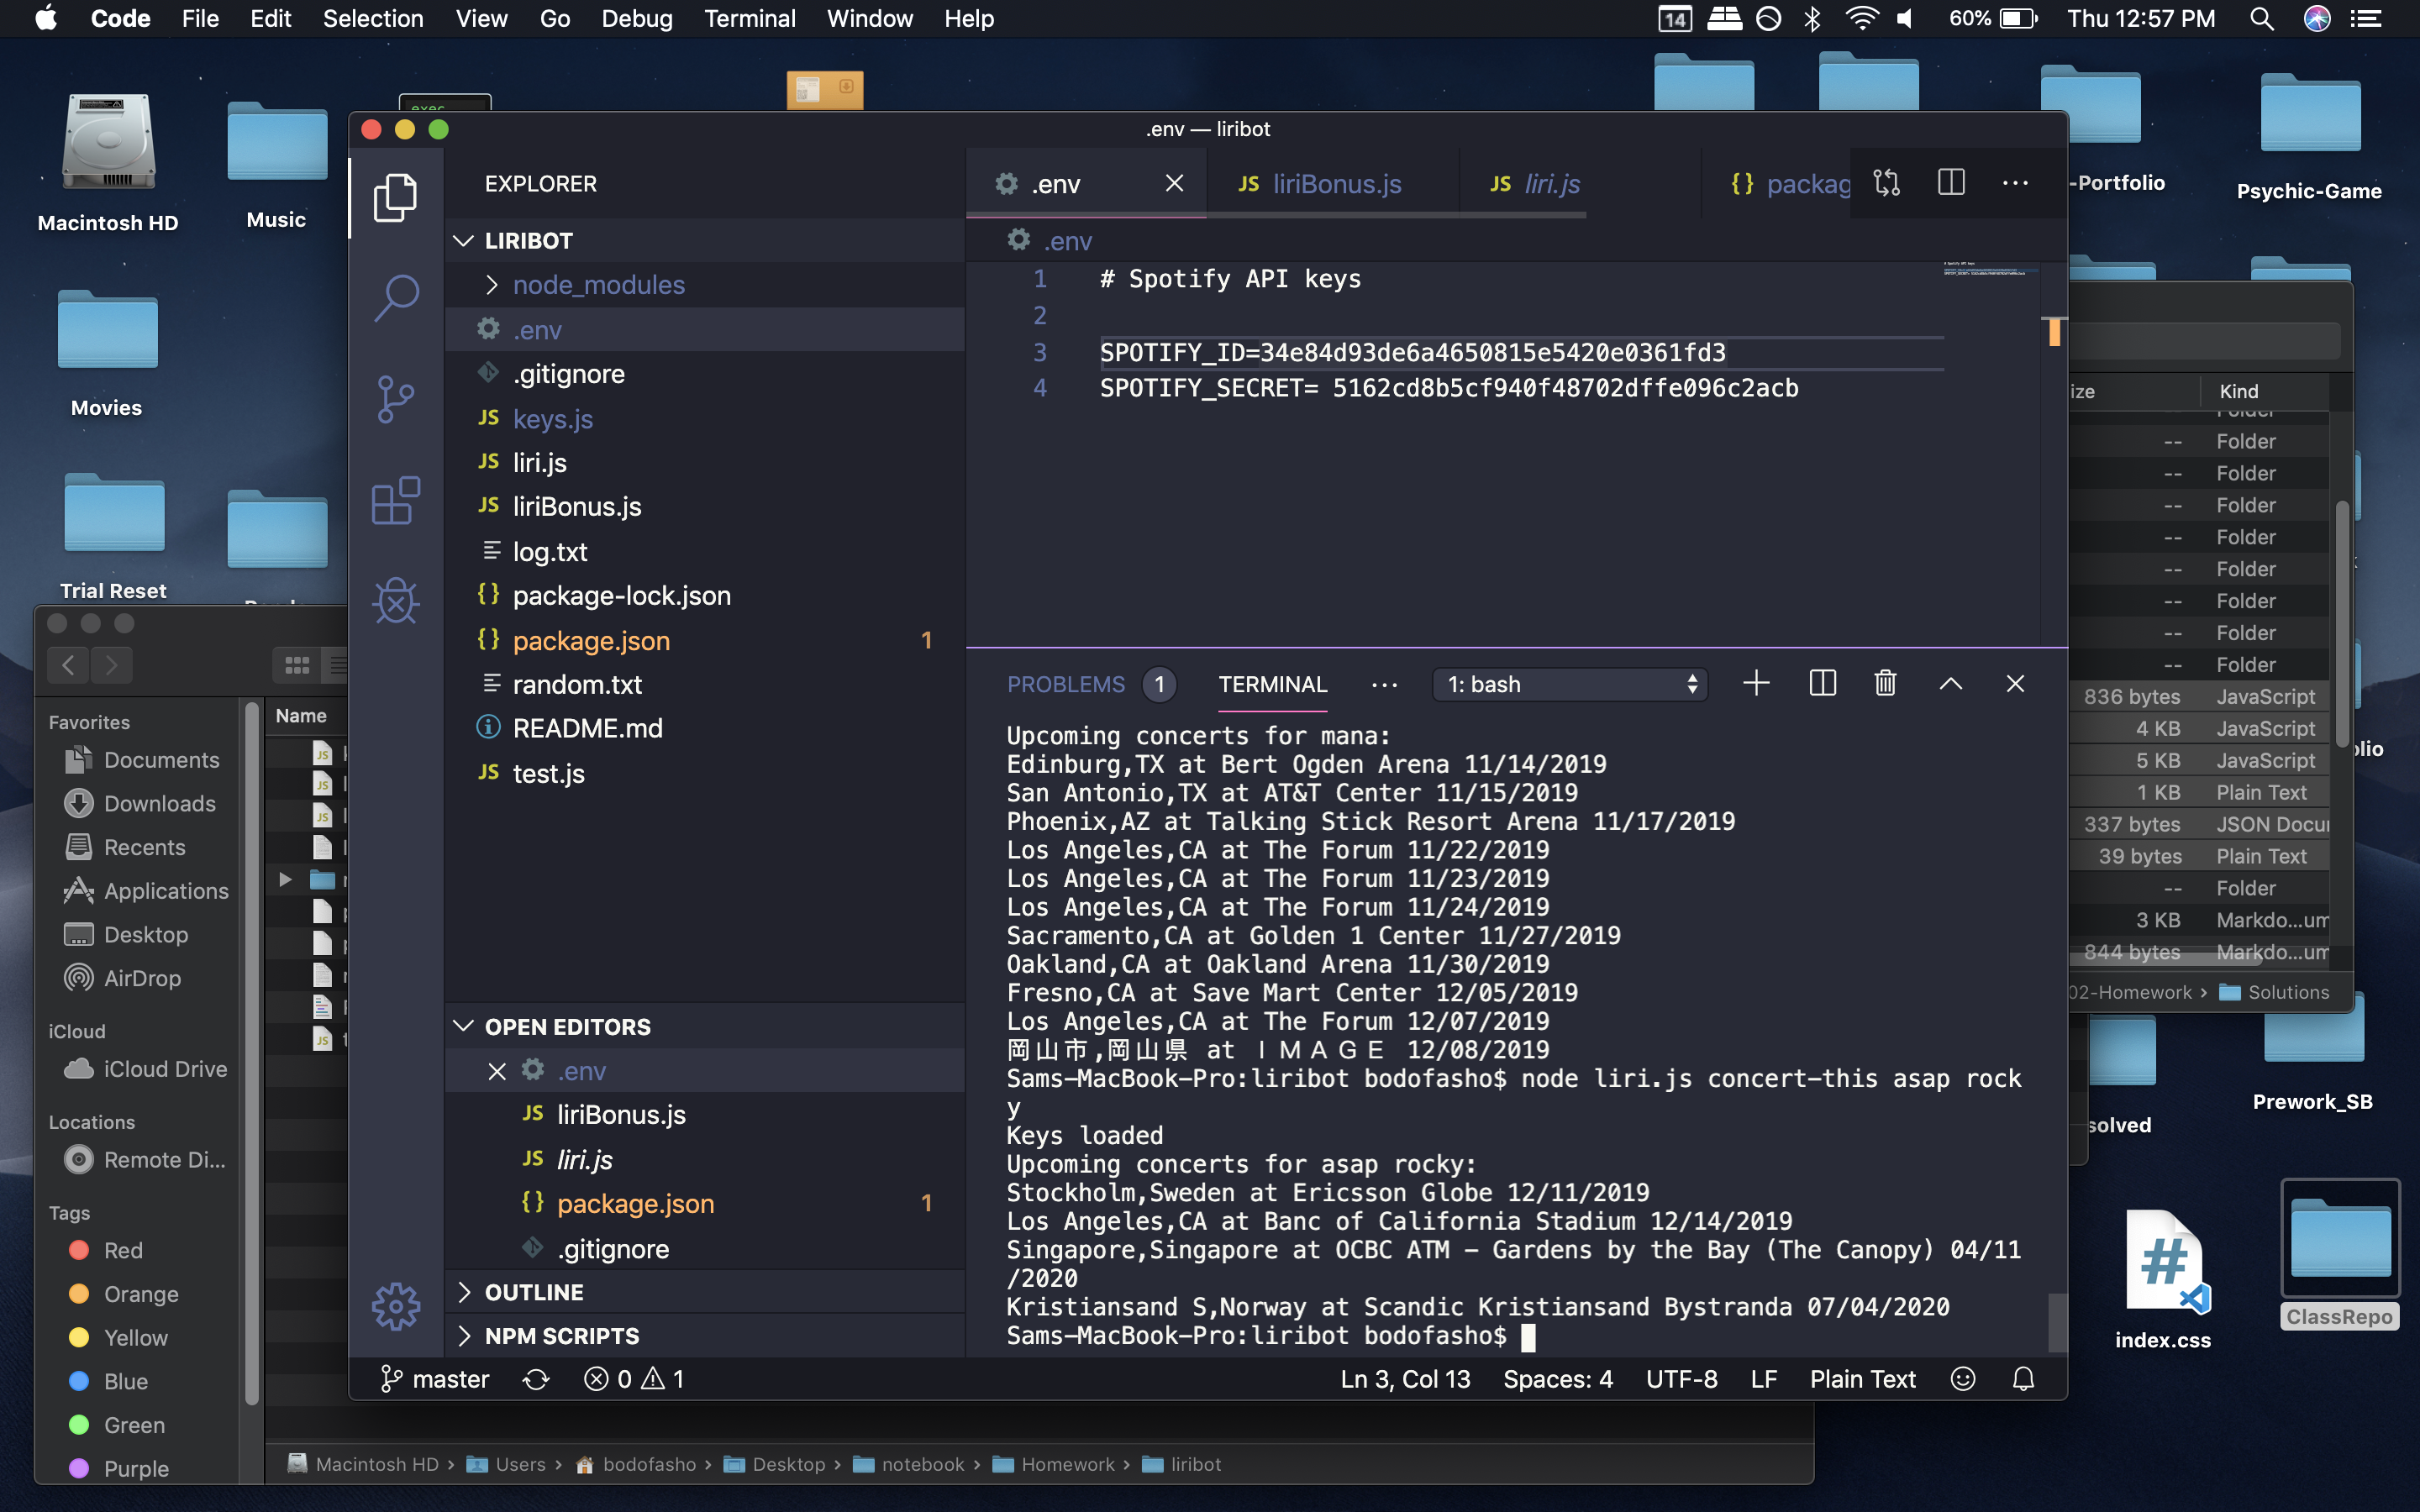 Code File Edit Selection View Go Debug Terminal Window Help 14 60% Thu 12:57 PM
exec
Macintosh HD
Music
Movies
Trial Reset
-Portfolio
Psychic-Game
.env — liribot
EXPLORER
LIRIBOT
node_modules
.env
.gitignore
JS keys.js
JS liri.js
JS liriBonus.js
log.txt
{} package-lock.json
{} package.json 1
random.txt
README.md
JS test.js
OPEN EDITORS
.env
JS liriBonus.js
JS liri.js
{} package.json 1
.gitignore
OUTLINE
NPM SCRIPTS
.env
JS liriBonus.js
JS liri.js
{} packag
.env
1 # Spotify API keys
2
3 SPOTIFY_ID=34e84d93de6a4650815e5420e0361fd3
4 SPOTIFY_SECRET= 5162cd8b5cf940f48702dffe096c2acb
PROBLEMS 1 TERMINAL 1: bash
Upcoming concerts for mana:
Edinburg,TX at Bert Ogden Arena 11/14/2019
San Antonio,TX at AT&T Center 11/15/2019
Phoenix,AZ at Talking Stick Resort Arena 11/17/2019
Los Angeles,CA at The Forum 11/22/2019
Los Angeles,CA at The Forum 11/23/2019
Los Angeles,CA at The Forum 11/24/2019
Sacramento,CA at Golden 1 Center 11/27/2019
Oakland,CA at Oakland Arena 11/30/2019
Fresno,CA at Save Mart Center 12/05/2019
Los Angeles,CA at The Forum 12/07/2019
岡山市,岡山県 at ＩＭＡＧＥ 12/08/2019
Sams-MacBook-Pro:liribot bodofasho$ node liri.js concert-this asap rock
y
Keys loaded
Upcoming concerts for asap rocky:
Stockholm,Sweden at Ericsson Globe 12/11/2019
Los Angeles,CA at Banc of California Stadium 12/14/2019
Singapore,Singapore at OCBC ATM - Gardens by the Bay (The Canopy) 04/11
/2020
Kristiansand S,Norway at Scandic Kristiansand Bystranda 07/04/2020
Sams-MacBook-Pro:liribot bodofasho$
master 0 1 Ln 3, Col 13 Spaces: 4 UTF-8 LF Plain Text
Favorites
Documents
Downloads
Recents
Applications
Desktop
AirDrop
iCloud
iCloud Drive
Locations
Remote Di...
Tags
Red
Orange
Yellow
Blue
Green
Purple
Name
Macintosh HD › Users › bodofasho › Desktop › notebook › Homework › liribot
ize Kind
-- Folder
-- Folder
-- Folder
-- Folder
-- Folder
-- Folder
-- Folder
-- Folder
836 bytes JavaScript
4 KB JavaScript
5 KB JavaScript
1 KB Plain Text
337 bytes JSON Docu
39 bytes Plain Text
-- Folder
3 KB Markdo...um
844 bytes Markdo...um
02-Homework › Solutions
olio
solved
Prework_SB
index.css
ClassRepo